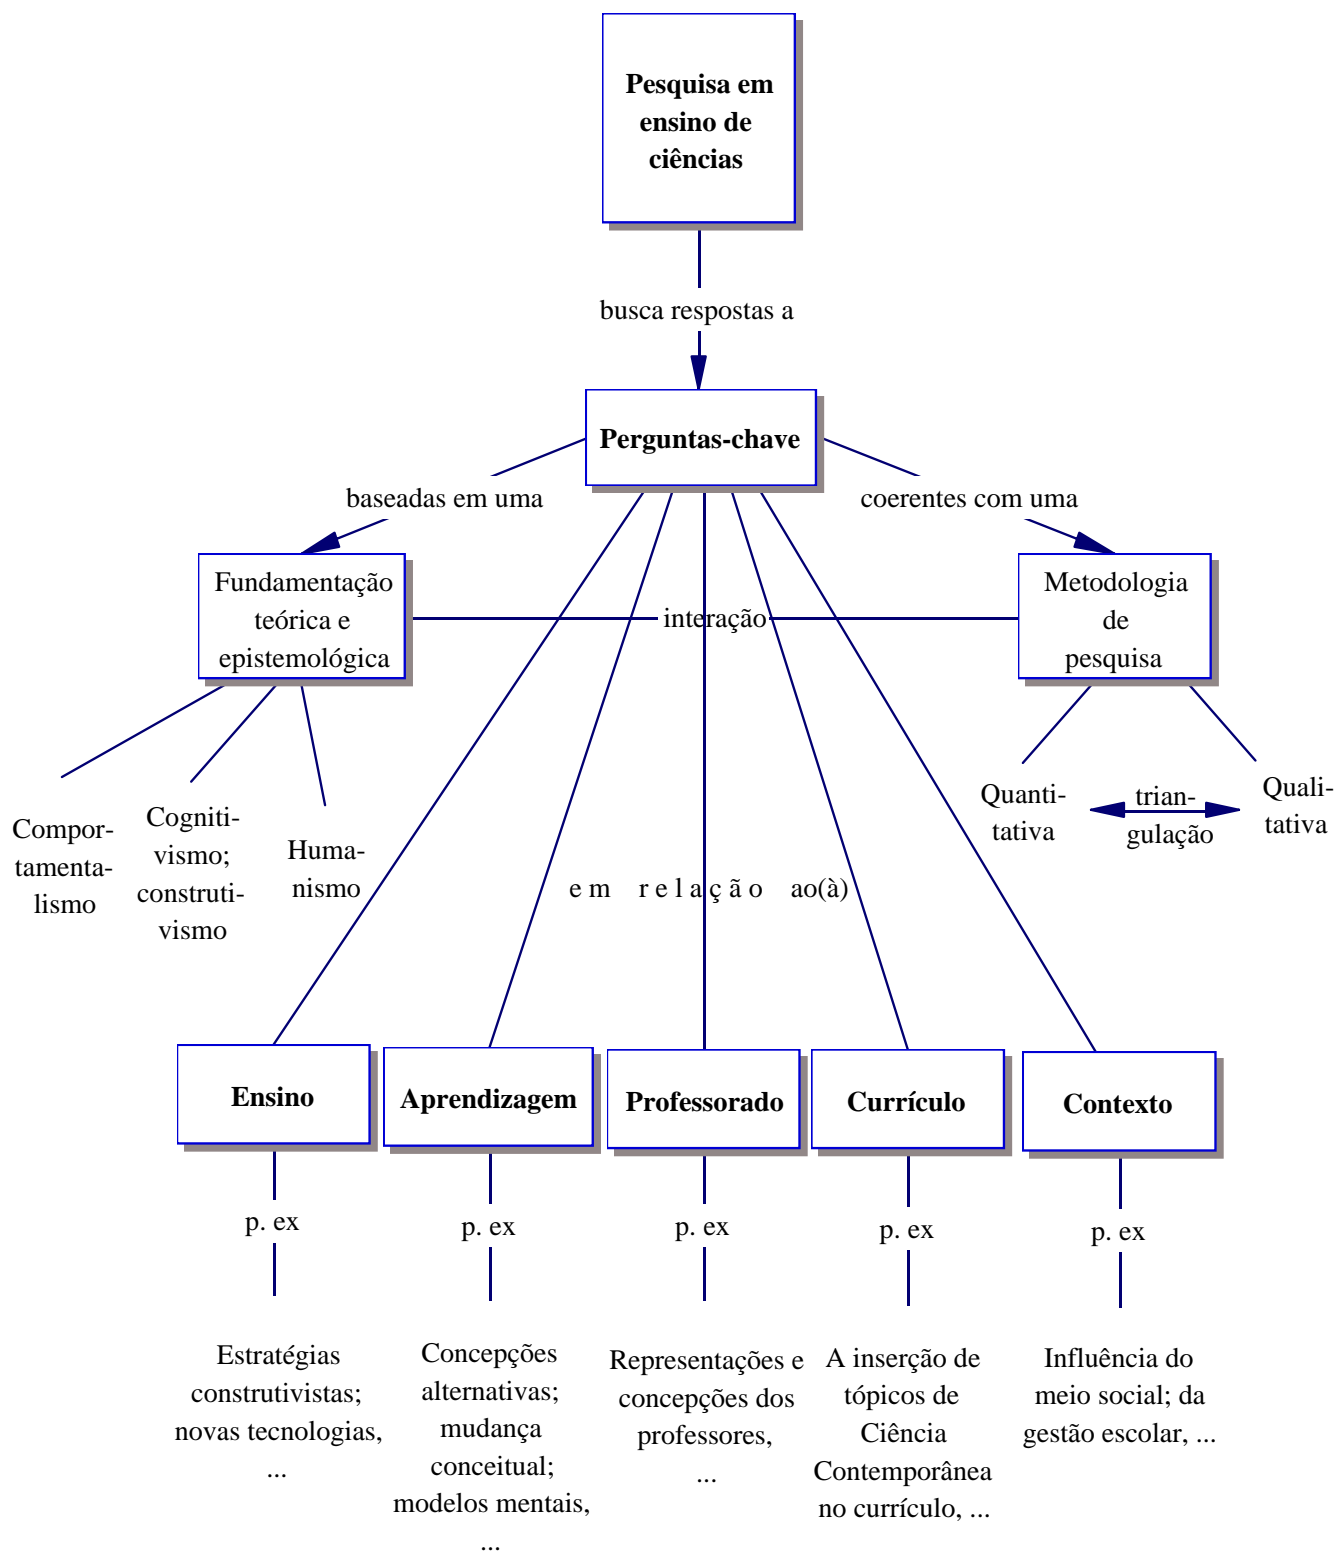 Pesquisa em
ensino de
ciências
busca respostas a
Perguntas-chave
baseadas em uma
coerentes com uma
Fundamentação
teórica e
epistemológica
interação
Metodologia
de
pesquisa
Compor-
tamenta-
lismo
Cogniti-
vismo;
construti-
vismo
Huma-
nismo
Quanti-
tativa
trian-
gulação
Quali-
tativa
em relação ao(à)
Ensino
Aprendizagem
Professorado
Currículo
Contexto
p. ex
p. ex
p. ex
p. ex
p. ex
Estratégias
construtivistas;
novas tecnologias,
...
Concepções
alternativas;
mudança
conceitual;
modelos mentais,
...
Representações e
concepções dos
professores,
...
A inserção de
tópicos de
Ciência
Contemporânea
no currículo, ...
Influência do
meio social; da
gestão escolar, ...